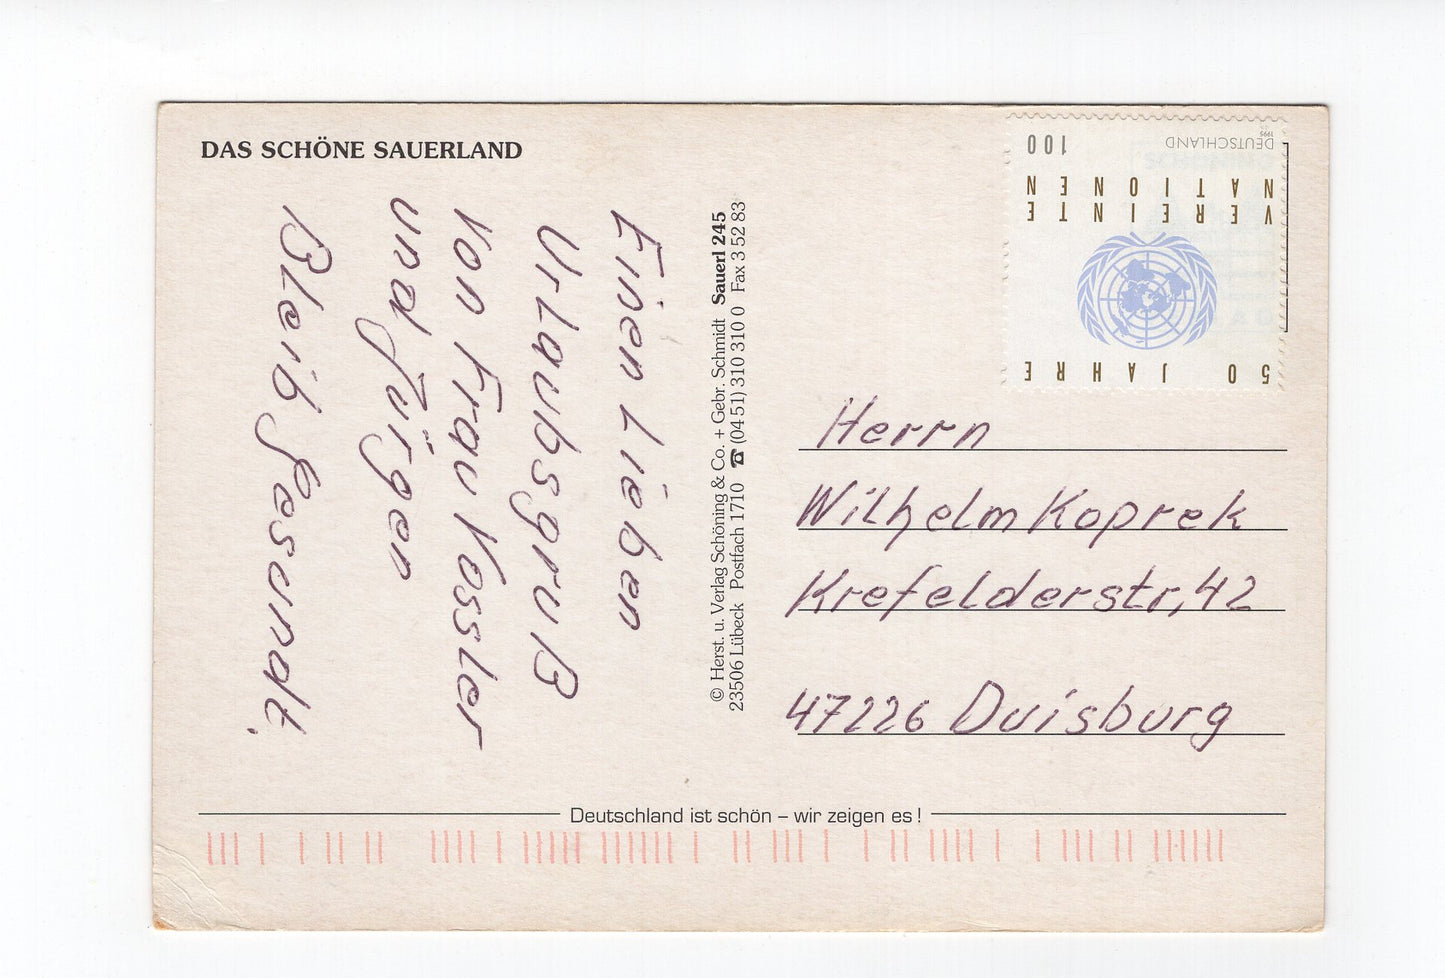 DAS SCHÖNE SAUERLAND
Einen Lieben
Urlaubsgruß
von Frau Vossler
und Jürgen
Bleib Gesundt.
© Herst. u. Verlag Schöning & Co. + Gebr. Schmidt Sauerl 245
23506 Lübeck Postfach 1710 ☎ (04 51) 310 310 0 Fax 3 52 83
DEUTSCHLAND 100
1995
VEREINTE
NATIONEN
50 JAHRE
Herrn
Wilhelm Koprek
Krefelderstr, 42
47226 Duisburg
Deutschland ist schön – wir zeigen es !